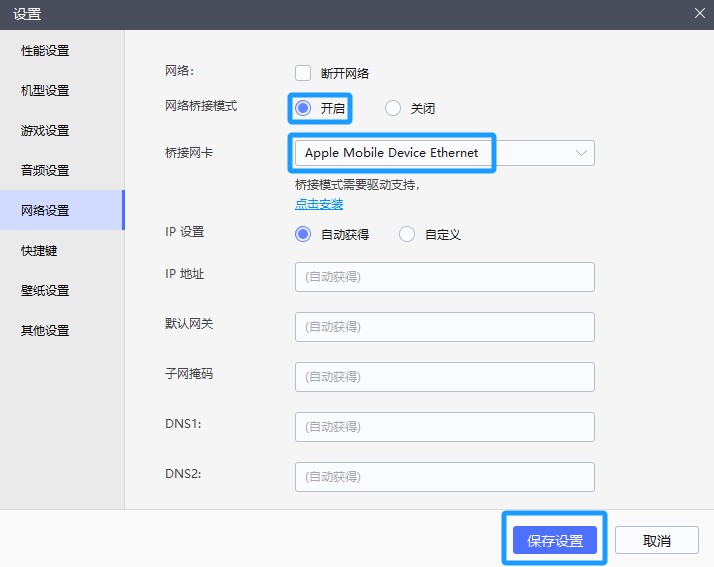 设置
性能设置
机型设置
游戏设置
音频设置
网络设置
快捷键
壁纸设置
其他设置
网络:
断开网络
网络桥接模式
开启
关闭
桥接网卡
Apple Mobile Device Ethernet
桥接模式需要驱动支持，
点击安装
IP 设置
自动获得
自定义
IP 地址
(自动获得)
默认网关
(自动获得)
子网掩码
(自动获得)
DNS1:
(自动获得)
DNS2:
(自动获得)
保存设置
取消